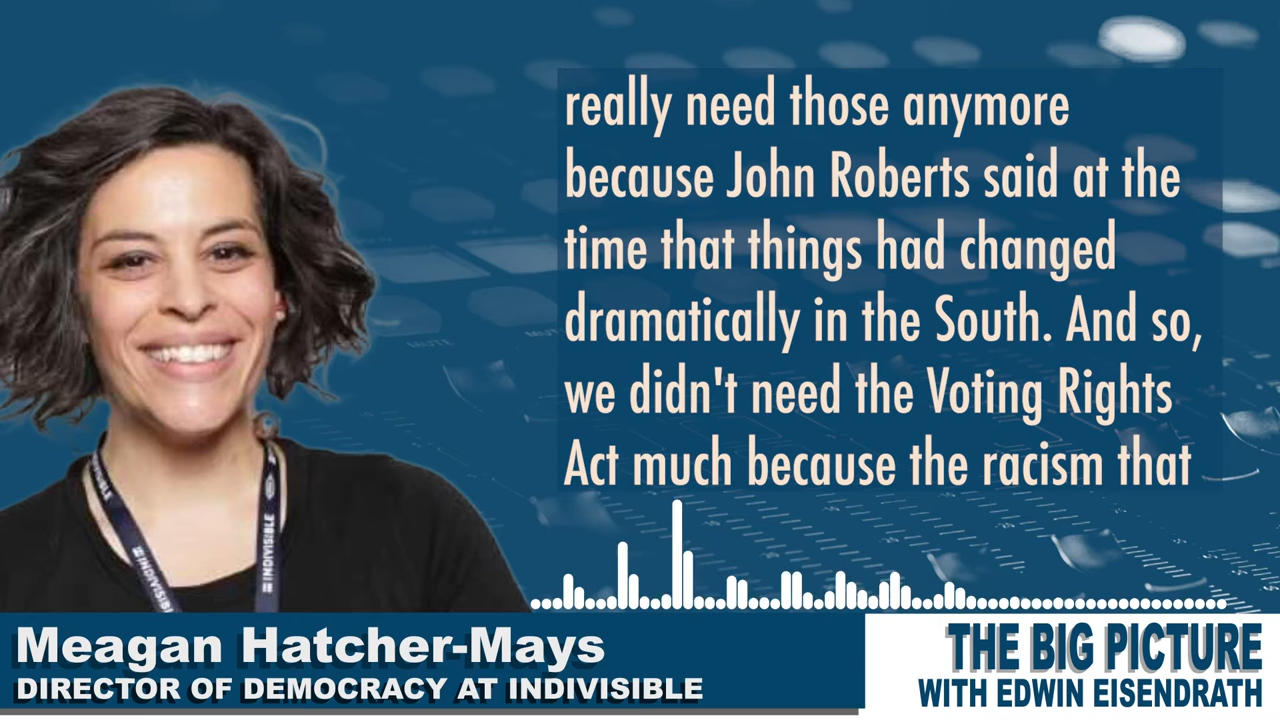 really need those anymore
because John Roberts said at the
time that things had changed
dramatically in the South. And so,
we didn't need the Voting Rights
Act much because the racism that
INDIVISIBLE
Meagan Hatcher-Mays
DIRECTOR OF DEMOCRACY AT INDIVISIBLE
THE BIG PICTURE
WITH EDWIN EISENDRATH